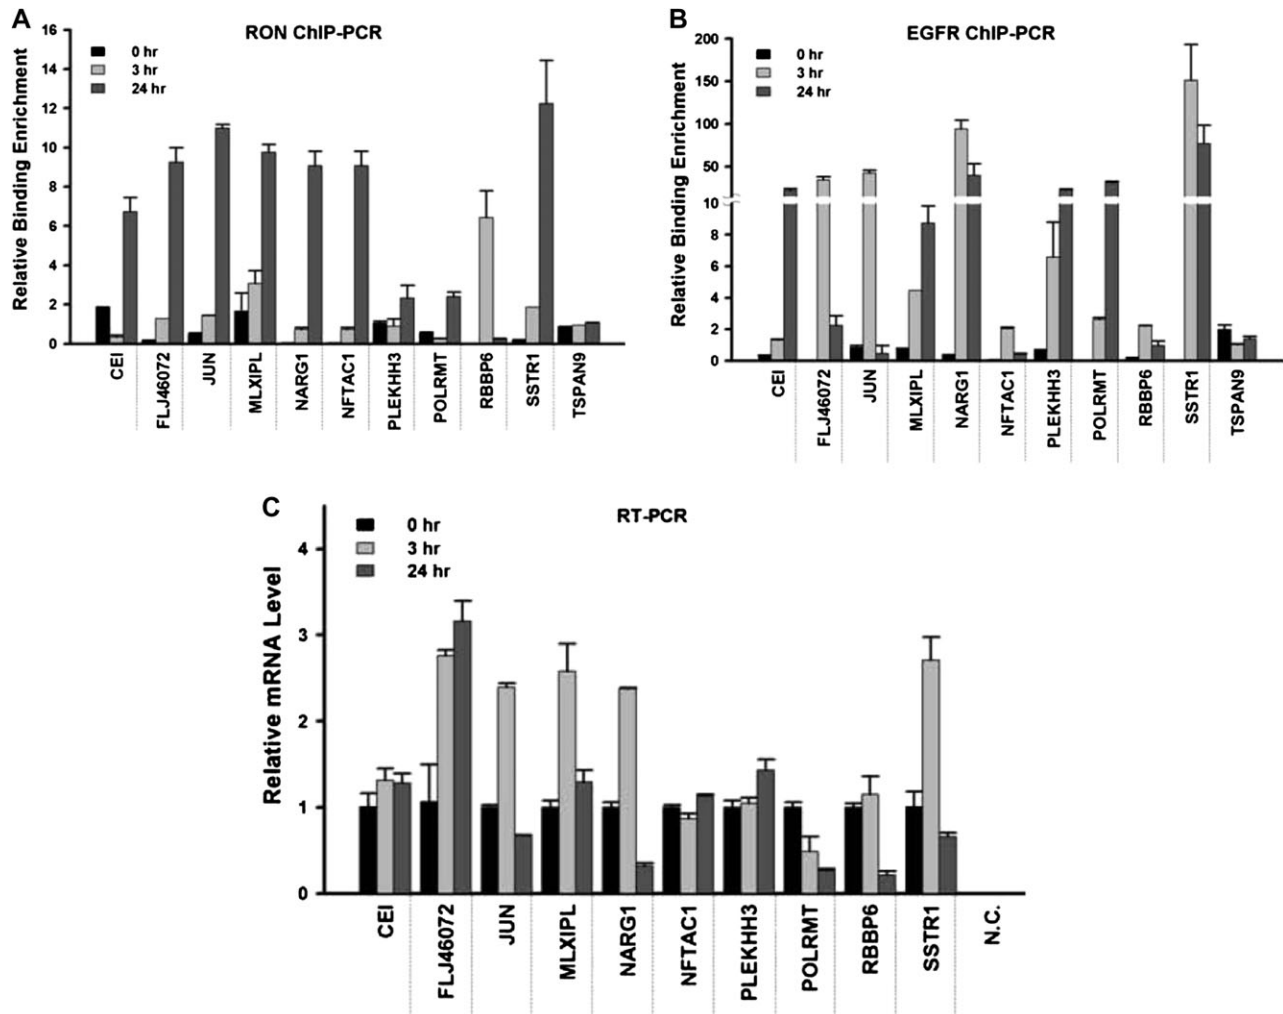 A
RON ChIP-PCR
Relative Binding Enrichment
16
14
12
10
8
6
4
2
0
0 hr
3 hr
24 hr
CEI
FLJ46072
JUN
MLXIPL
NARG1
NFTAC1
PLEKHH3
POLRMT
RBBP6
SSTR1
TSPAN9
B
EGFR ChIP-PCR
Relative Binding Enrichment
200
150
100
50
10
8
6
4
2
0
0 hr
3 hr
24 hr
CEI
FLJ46072
JUN
MLXIPL
NARG1
NFTAC1
PLEKHH3
POLRMT
RBBP6
SSTR1
TSPAN9
C
RT-PCR
Relative mRNA Level
4
3
2
1
0
0 hr
3 hr
24 hr
CEI
FLJ46072
JUN
MLXIPL
NARG1
NFTAC1
PLEKHH3
POLRMT
RBBP6
SSTR1
N.C.